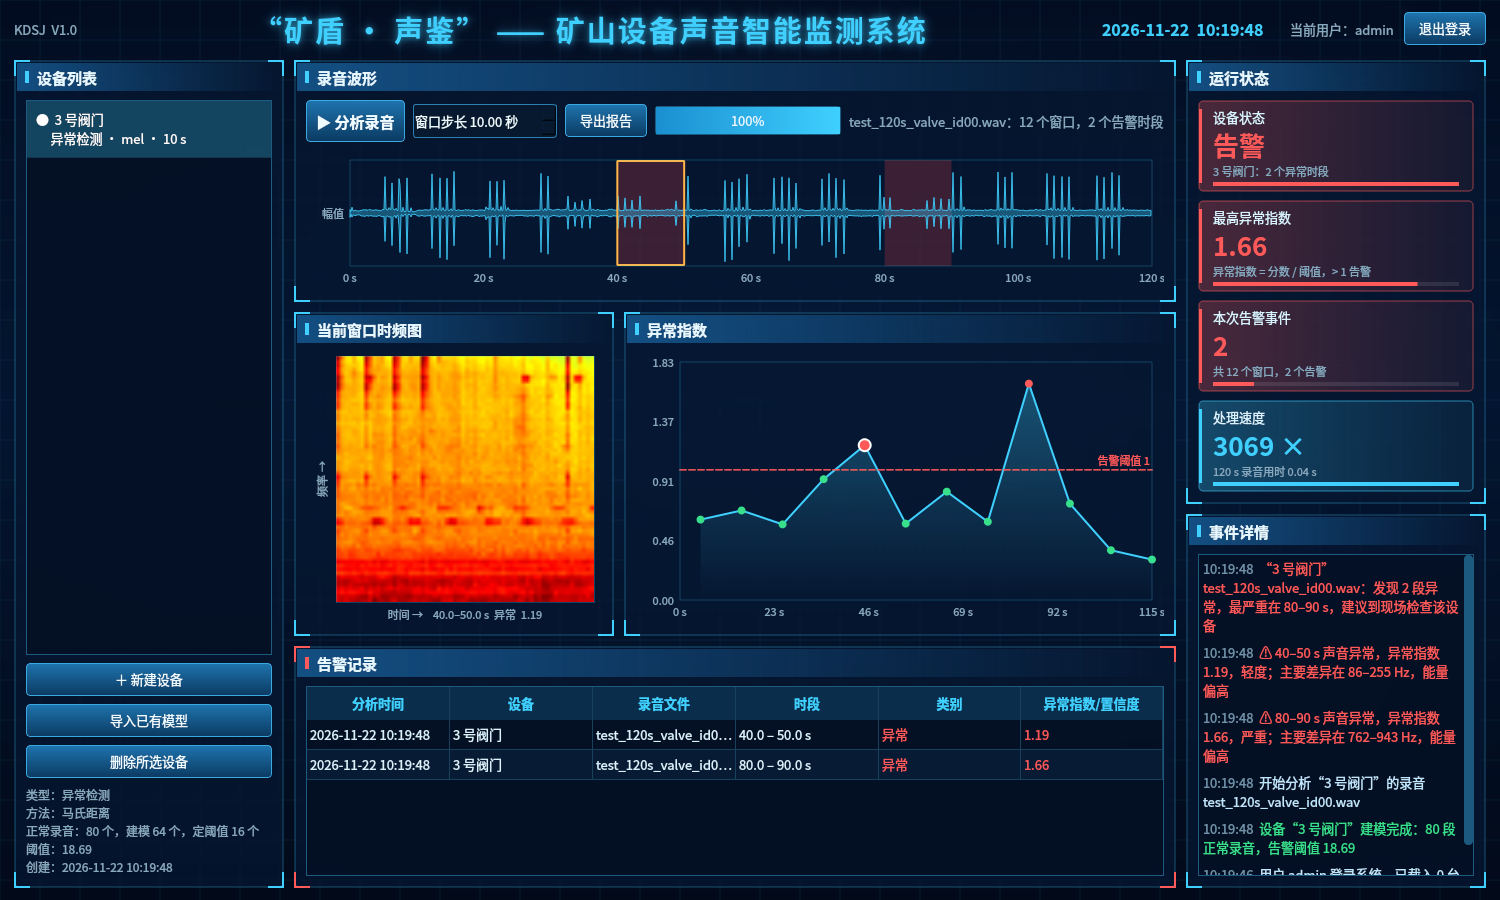 KDSJ V1.0
“矿盾 · 声鉴” —— 矿山设备声音智能监测系统
2026-11-22 10:19:48
当前用户：admin
退出登录
设备列表
3 号阀门
异常检测 · mel · 10 s
＋ 新建设备
导入已有模型
删除所选设备
类型：异常检测
方法：马氏距离
正常录音：80 个，建模 64 个，定阈值 16 个
阈值：18.69
创建：2026-11-22 10:19:48
录音波形
▶ 分析录音
窗口步长 10.00 秒
导出报告
100%
test_120s_valve_id00.wav：12 个窗口，2 个告警时段
幅值
0 s 20 s 40 s 60 s 80 s 100 s 120 s
当前窗口时频图
频率 →
时间 → 40.0–50.0 s 异常 1.19
异常指数
1.83
1.37
0.91
0.46
0.00
告警阈值 1
0 s 23 s 46 s 69 s 92 s 115 s
告警记录
分析时间 设备 录音文件 时段 类别 异常指数/置信度
2026-11-22 10:19:48 3 号阀门 test_120s_valve_id0… 40.0 – 50.0 s 异常 1.19
2026-11-22 10:19:48 3 号阀门 test_120s_valve_id0… 80.0 – 90.0 s 异常 1.66
运行状态
设备状态
告警
3 号阀门：2 个异常时段
最高异常指数
1.66
异常指数 = 分数 / 阈值，> 1 告警
本次告警事件
2
共 12 个窗口，2 个告警
处理速度
3069 ×
120 s 录音用时 0.04 s
事件详情
10:19:48 “3 号阀门”
test_120s_valve_id00.wav：发现 2 段异
常，最严重在 80–90 s，建议到现场检查该设
备
10:19:48 ⚠ 40–50 s 声音异常，异常指数
1.19，轻度；主要差异在 86–255 Hz，能量
偏高
10:19:48 ⚠ 80–90 s 声音异常，异常指数
1.66，严重；主要差异在 762–943 Hz，能量
偏高
10:19:48 开始分析“3 号阀门”的录音
test_120s_valve_id00.wav
10:19:48 设备“3 号阀门”建模完成：80 段
正常录音，告警阈值 18.69
10:19:46 用户 admin 登录系统，已载入 0 台